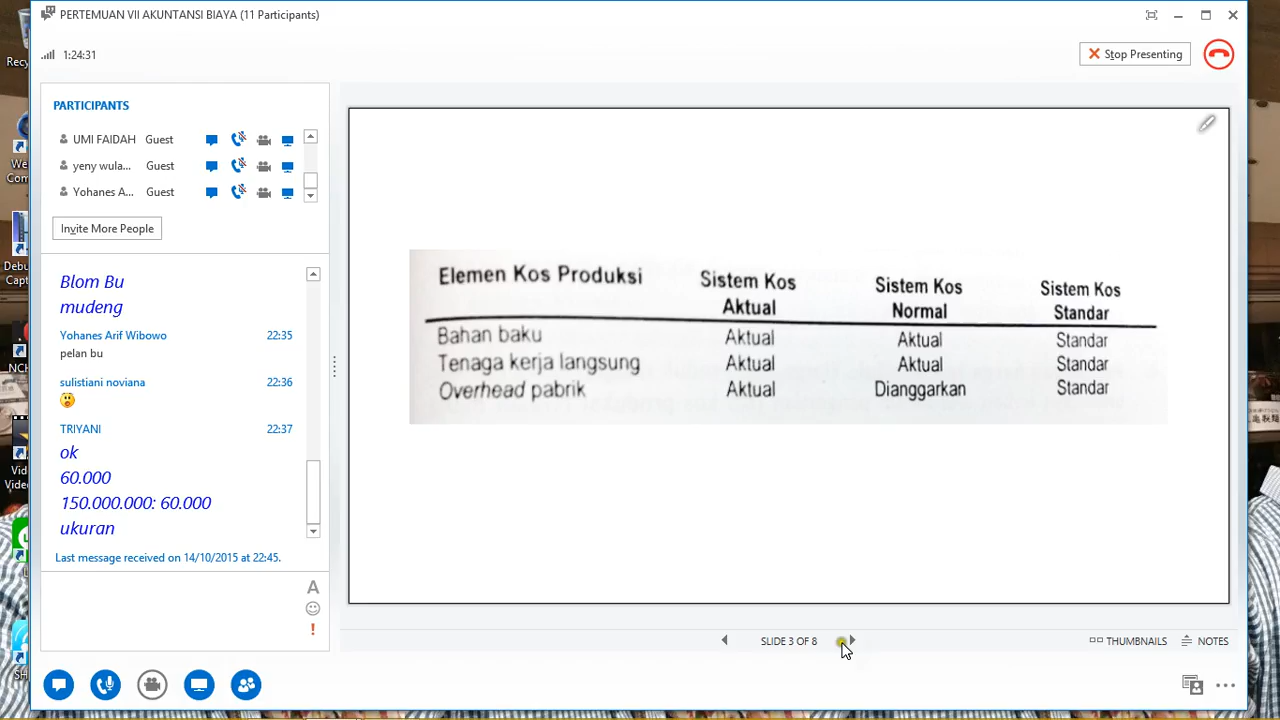 PERTEMUAN VII AKUNTANSI BIAYA (11 Participants)
1:24:31
Stop Presenting
PARTICIPANTS
UMI FAIDAH Guest
yeny wula... Guest
Yohanes A... Guest
Invite More People
Blom Bu
mudeng
Yohanes Arif Wibowo 22:35
pelan bu
sulistiani noviana 22:36
TRIYANI 22:37
ok
60.000
150.000.000: 60.000
ukuran
Last message received on 14/10/2015 at 22:45.
A
Elemen Kos Produksi Sistem Kos Aktual Sistem Kos Normal Sistem Kos Standar
Bahan baku Aktual Aktual Standar
Tenaga kerja langsung Aktual Aktual Standar
Overhead pabrik Aktual Dianggarkan Standar
SLIDE 3 OF 8
THUMBNAILS
NOTES